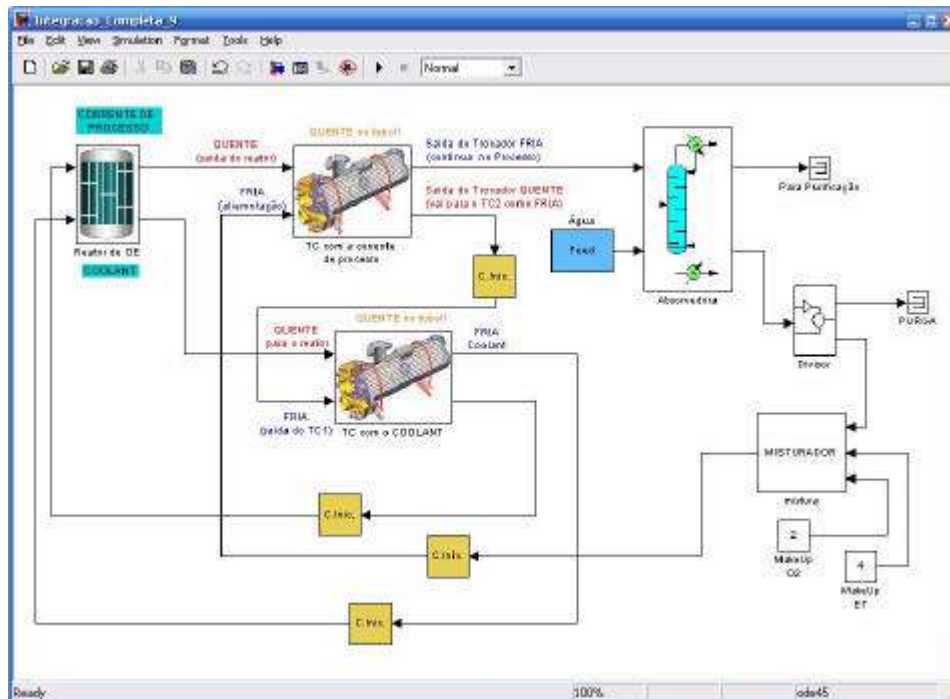 Integracao_Completa_9
File Edit View Simulation Format Tools Help
Normal
CORRENTE DE
PROCESSO
QUENTE
(saída do reator)
QUENTE no tubo!!
Saída do Trocador FRIA
(continua no Processo)
FRIA
(alimentação)
Saída do Trocador QUENTE
(vai para o TC2 como FRIA)
Para Purificação
Reator de OE
COOLANT
TC com a corrente
de processo
Água
Feed
C.Inic.
Absorvedora
QUENTE no tubo!!
QUENTE
para o reator
FRIA
Coolant
PURGA
Divisor
FRIA
(saída do TC1)
TC com o COOLANT
MISTURADOR
mistura
C.Inic.
2
MakeUp
O2
C.Inic.
4
MakeUp
ET
C.Inic.
Ready
100%
ode45